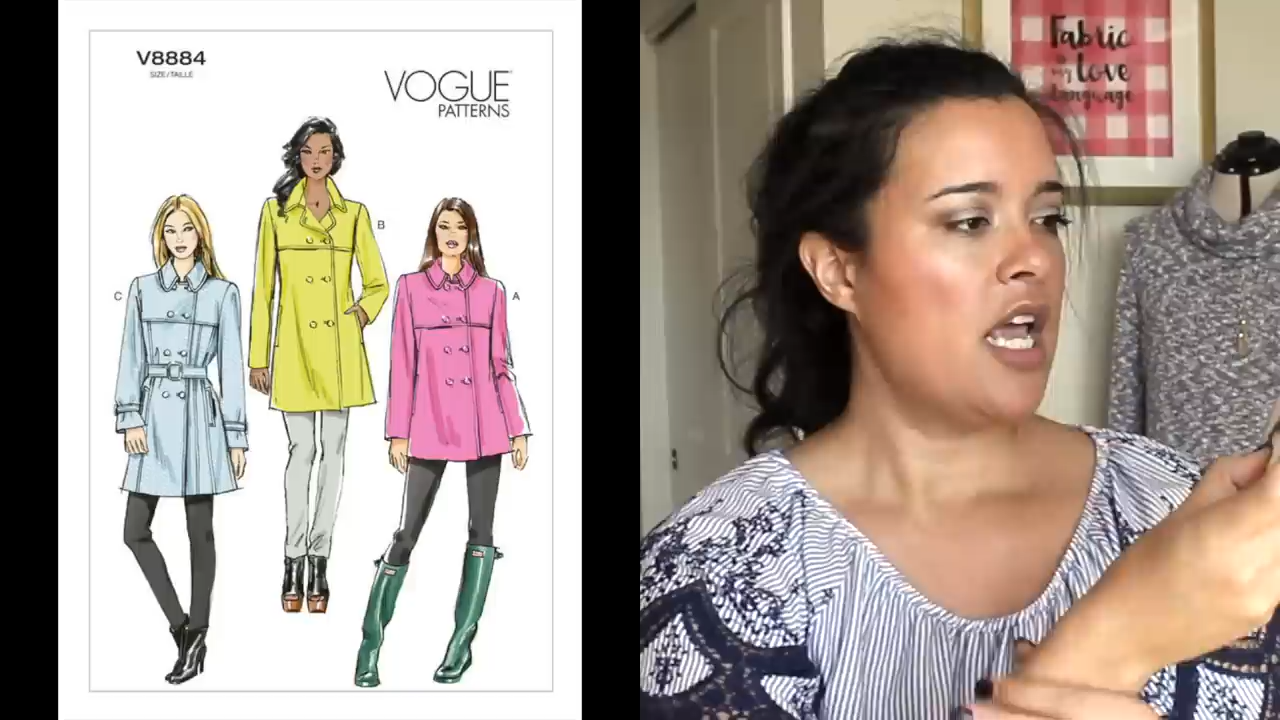 V8884
SIZE/TAILLE
VOGUE
PATTERNS
B
C
A
Fabric
is my Love
Language